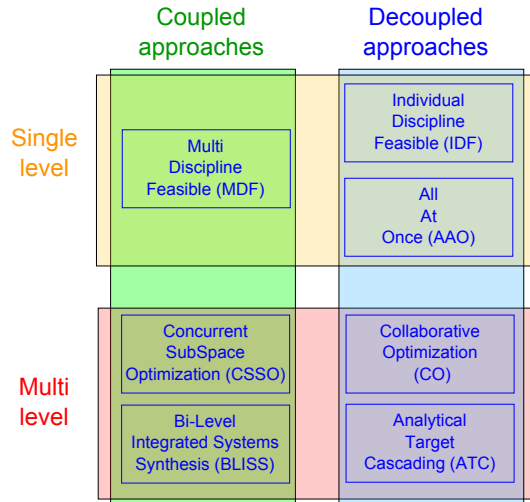 Coupled
approaches
Decoupled
approaches
Single
level
Multi
Discipline
Feasible (MDF)
Individual
Discipline
Feasible (IDF)
All
At
Once (AAO)
Multi
level
Concurrent
SubSpace
Optimization (CSSO)
Collaborative
Optimization
(CO)
Bi-Level
Integrated Systems
Synthesis (BLISS)
Analytical
Target
Cascading (ATC)